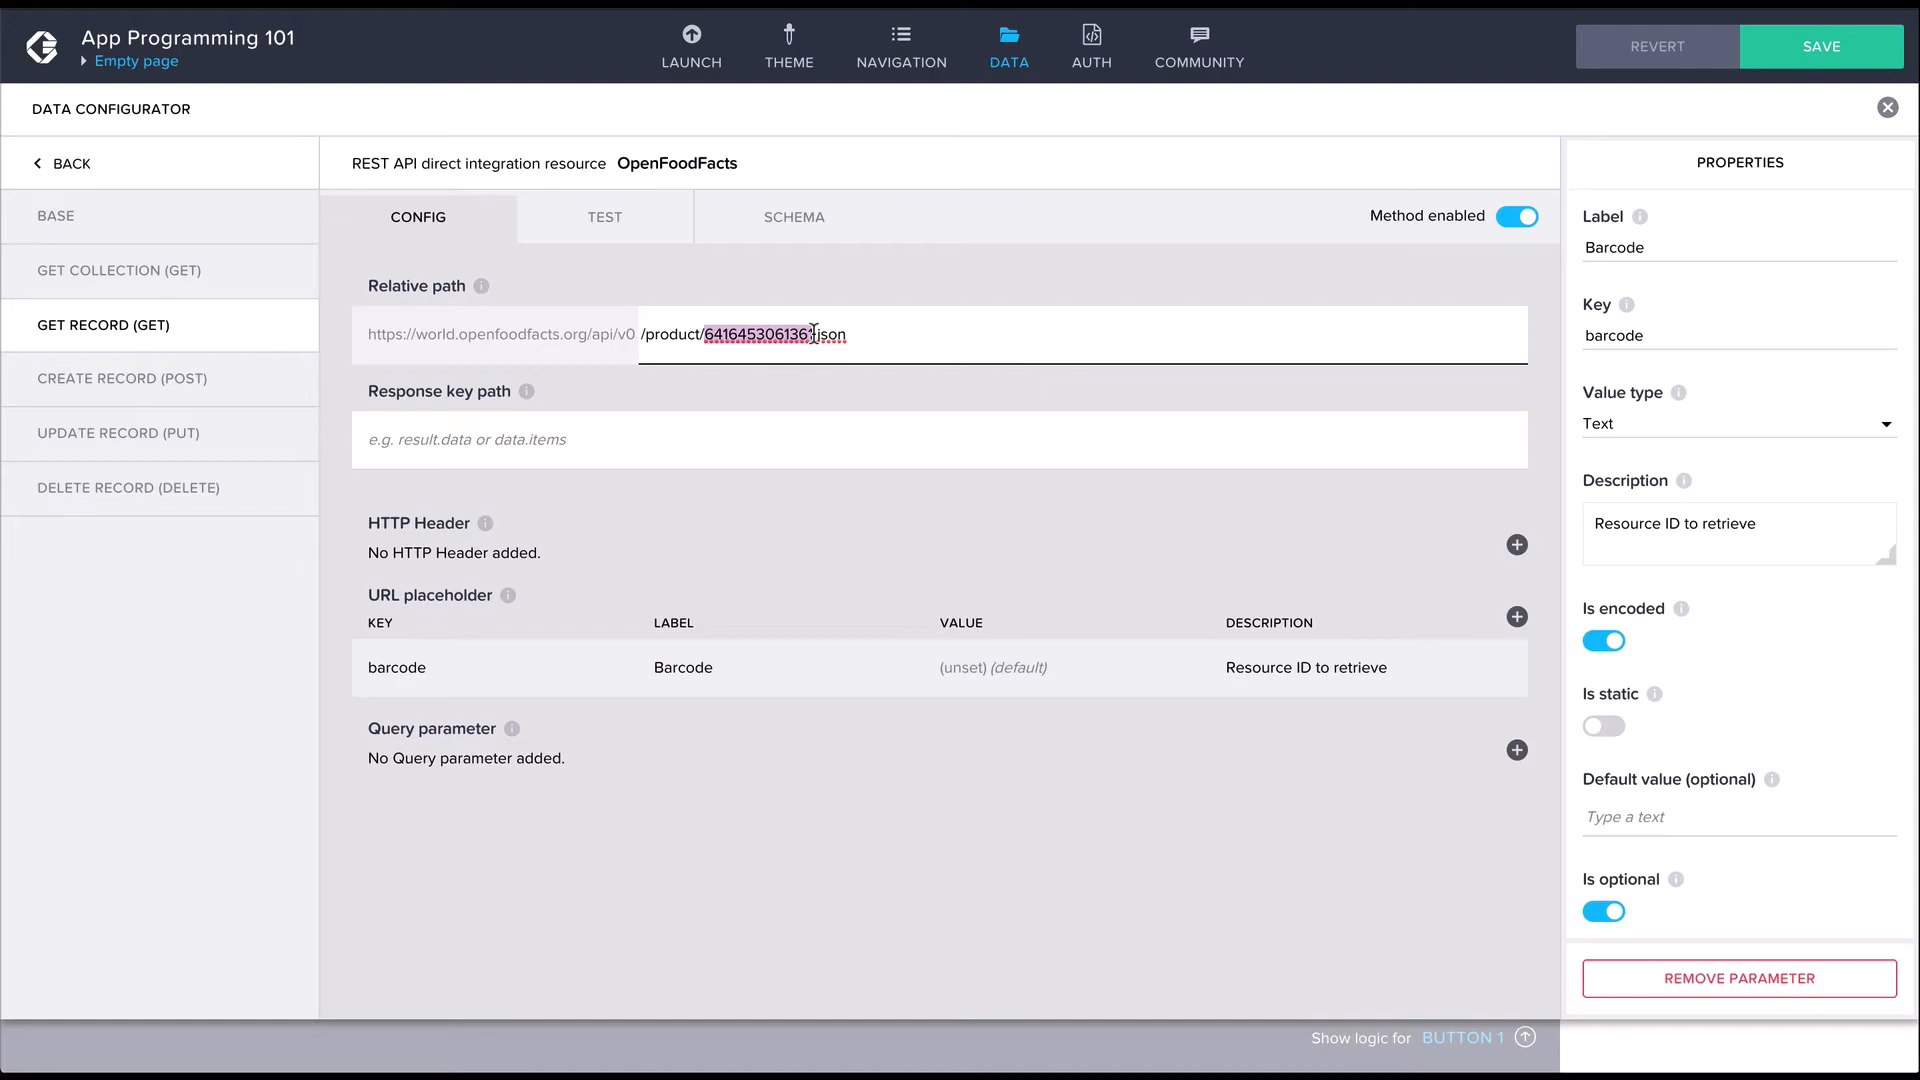 App Programming 101
Empty page
LAUNCH
THEME
NAVIGATION
DATA
AUTH
COMMUNITY
REVERT
SAVE
DATA CONFIGURATOR
BACK
BASE
GET COLLECTION (GET)
GET RECORD (GET)
CREATE RECORD (POST)
UPDATE RECORD (PUT)
DELETE RECORD (DELETE)
REST API direct integration resource OpenFoodFacts
CONFIG
TEST
SCHEMA
Method enabled
Relative path
https://world.openfoodfacts.org/api/v0 /product/6416453061361.json
Response key path
e.g. result.data or data.items
HTTP Header
No HTTP Header added.
URL placeholder
KEY LABEL VALUE DESCRIPTION
barcode Barcode (unset) (default) Resource ID to retrieve
Query parameter
No Query parameter added.
PROPERTIES
Label
Barcode
Key
barcode
Value type
Text
Description
Resource ID to retrieve
Is encoded
Is static
Default value (optional)
Type a text
Is optional
REMOVE PARAMETER
Show logic for BUTTON 1